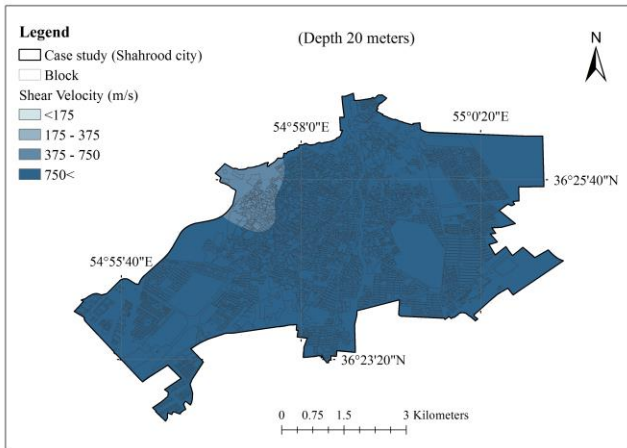 Legend
Case study (Shahrood city)
Block
Shear Velocity (m/s)
<175
175 - 375
375 - 750
750<
(Depth 20 meters)
N
54°58'0"E
55°0'20"E
36°25'40"N
54°55'40"E
36°23'20"N
0 0.75 1.5 3 Kilometers